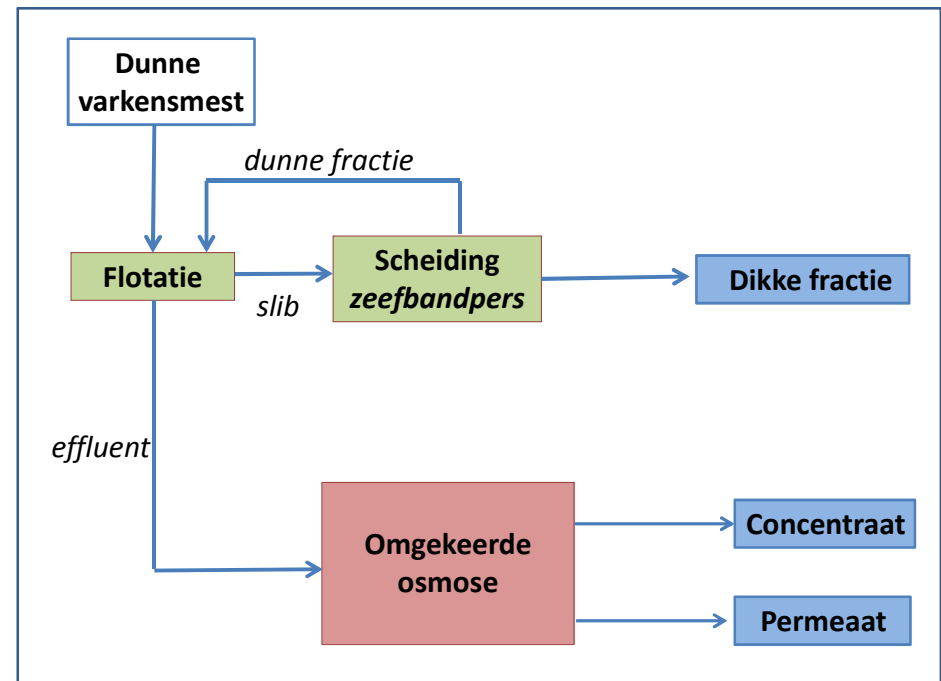 Dunne
varkensmest
dunne fractie
Flotatie
slib
Scheiding
zeefbandpers
Dikke fractie
effluent
Omgekeerde
osmose
Concentraat
Permeaat